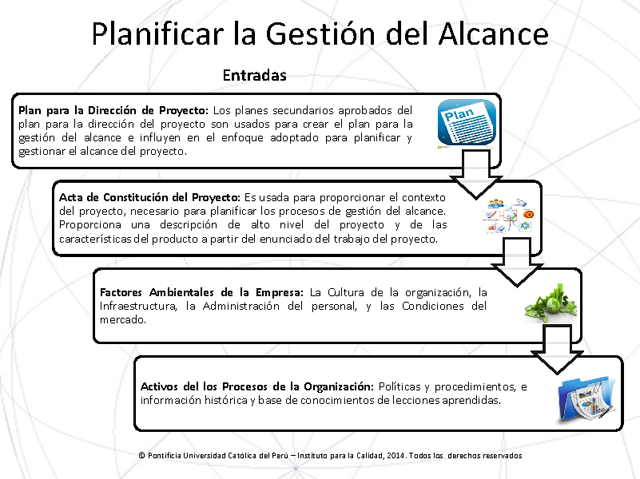 Planificar la Gestión del Alcance
Entradas
Plan para la Dirección de Proyecto: Los planes secundarios aprobados del
plan para la dirección del proyecto son usados para crear el plan para la
gestión del alcance e influyen en el enfoque adoptado para planificar y
gestionar el alcance del proyecto.
Plan
Acta de Constitución del Proyecto: Es usada para proporcionar el contexto
del proyecto, necesario para planificar los procesos de gestión del alcance.
Proporciona una descripción de alto nivel del proyecto y de las
características del producto a partir del enunciado del trabajo del proyecto.
Factores Ambientales de la Empresa: La Cultura de la organización, la
Infraestructura, la Administración del personal, y las Condiciones del
mercado.
Activos del los Procesos de la Organización: Políticas y procedimientos, e
información histórica y base de conocimientos de lecciones aprendidas.
© Pontificia Universidad Católica del Perú – Instituto para la Calidad, 2014. Todos los derechos reservados